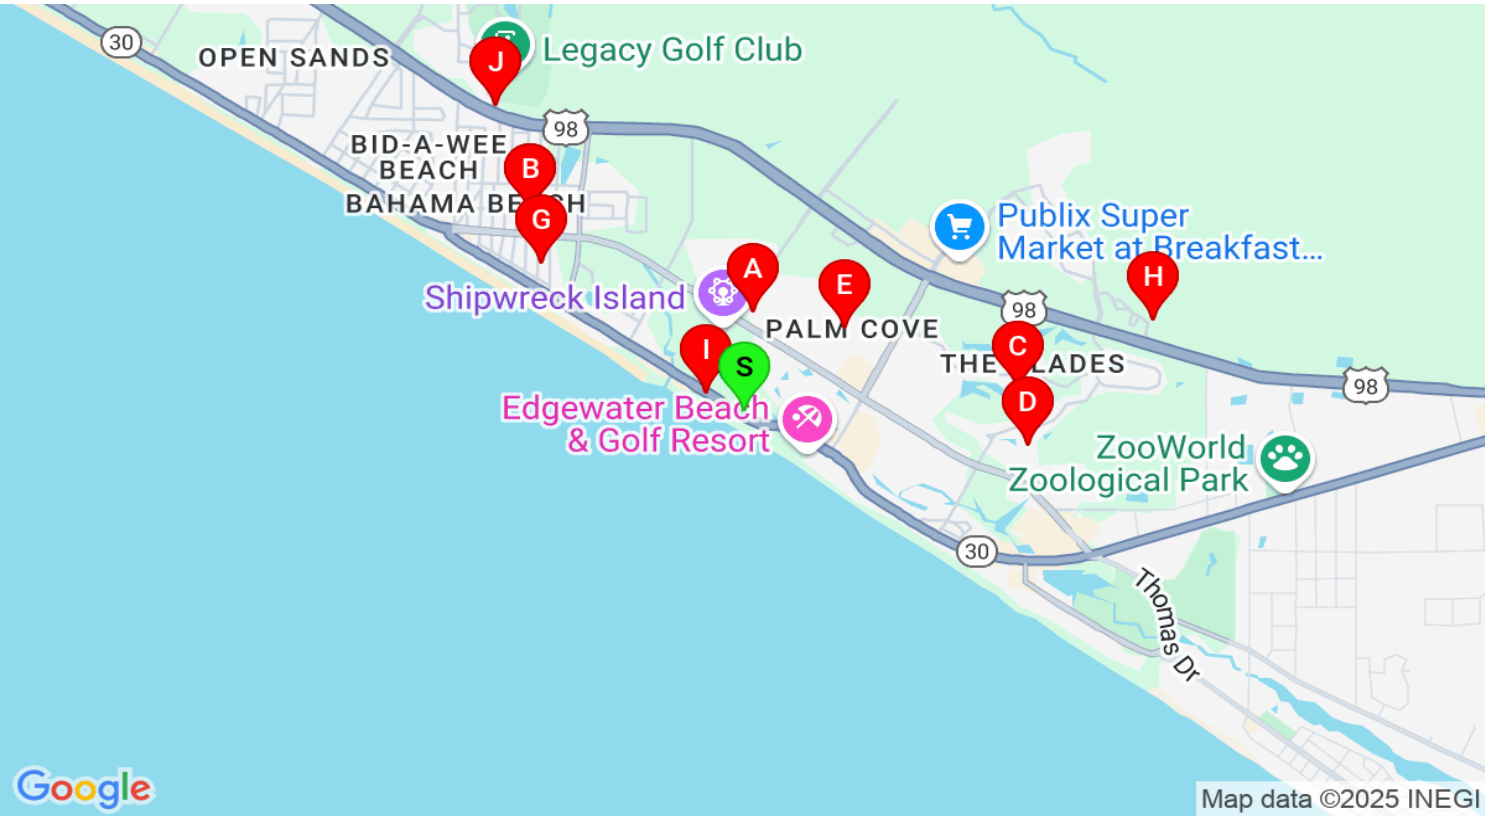 30
OPEN SANDS
J
Legacy Golf Club
98
BID-A-WEE
BEACH
B
BAHAMA BE
CH
G
Publix Super
Market at Breakfast...
A
E
H
Shipwreck Island
98
PALM COVE
C
THE
LADES
I
S
98
D
Edgewater Beach
& Golf Resort
ZooWorld
Zoological Park
30
Thomas Dr
Google
Map data ©2025 INEGI